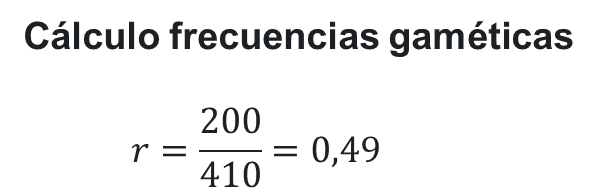 Cálculo frecuencias gaméticas
r = 200/410 = 0,49